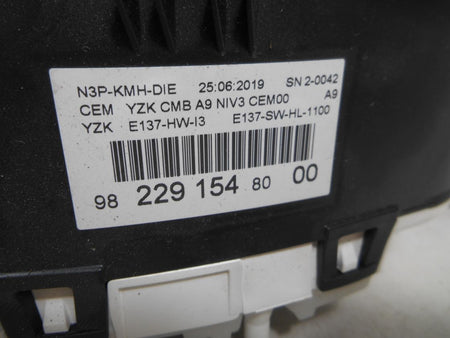 N3P-KMH-DIE 25:06:2019 SN 2-0042
CEM YZK CMB A9 NIV3 CEM00 A9
YZK E137-HW-I3 E137-SW-HL-1100
98 229 154 80 00